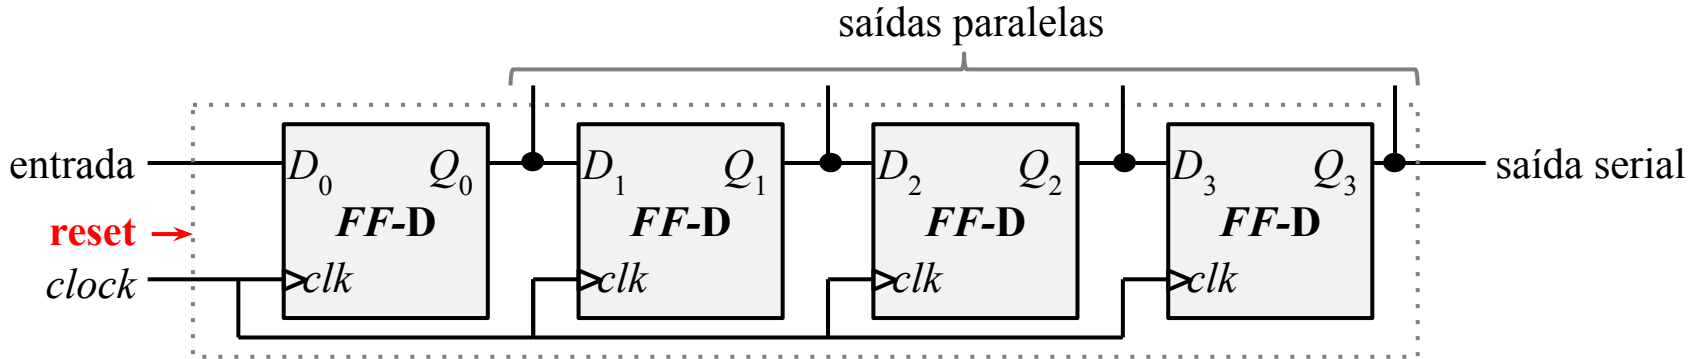 saídas paralelas
entrada D0 Q0 D1 Q1 D2 Q2 D3 Q3 saída serial
reset FF-D FF-D FF-D FF-D
clock clk clk clk clk